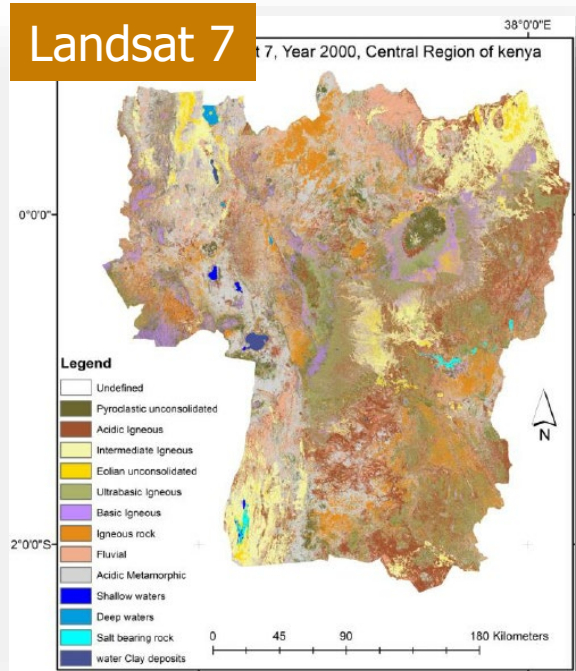 Landsat 7
38°0'0"E
t 7, Year 2000, Central Region of kenya
0°0'0"
Legend
Undefined
Pyroclastic unconsolidated
Acidic Igneous
Intermediate Igneous
Eolian unconsolidated
Ultrabasic Igneous
Basic Igneous
Igneous rock
Fluvial
Acidic Metamorphic
Shallow waters
Deep waters
Salt bearing rock
water Clay deposits
N
2°0'0"S
0 45 90 180 Kilometers